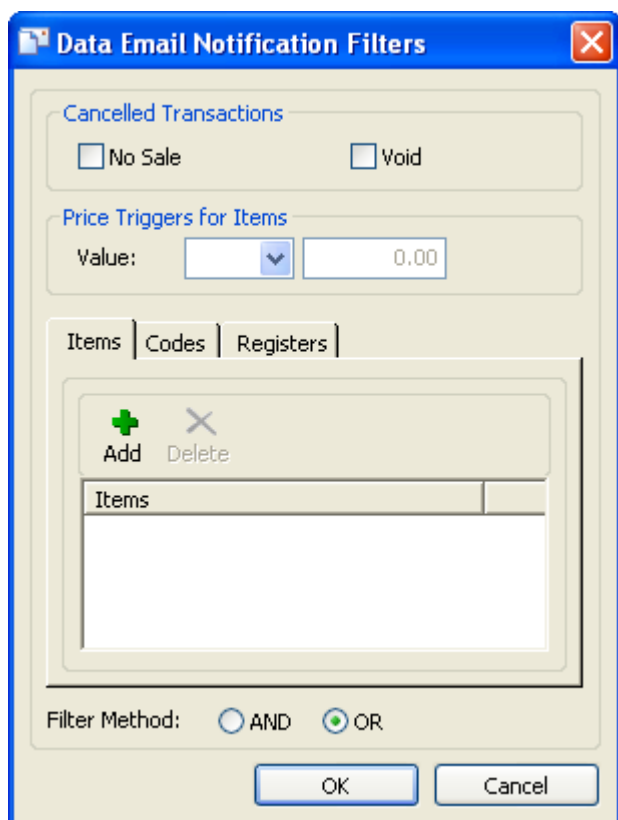 Data Email Notification Filters
Cancelled Transactions
No Sale Void
Price Triggers for Items
Value: 0.00
Items Codes Registers
Add Delete
Items
Filter Method: AND OR
OK Cancel